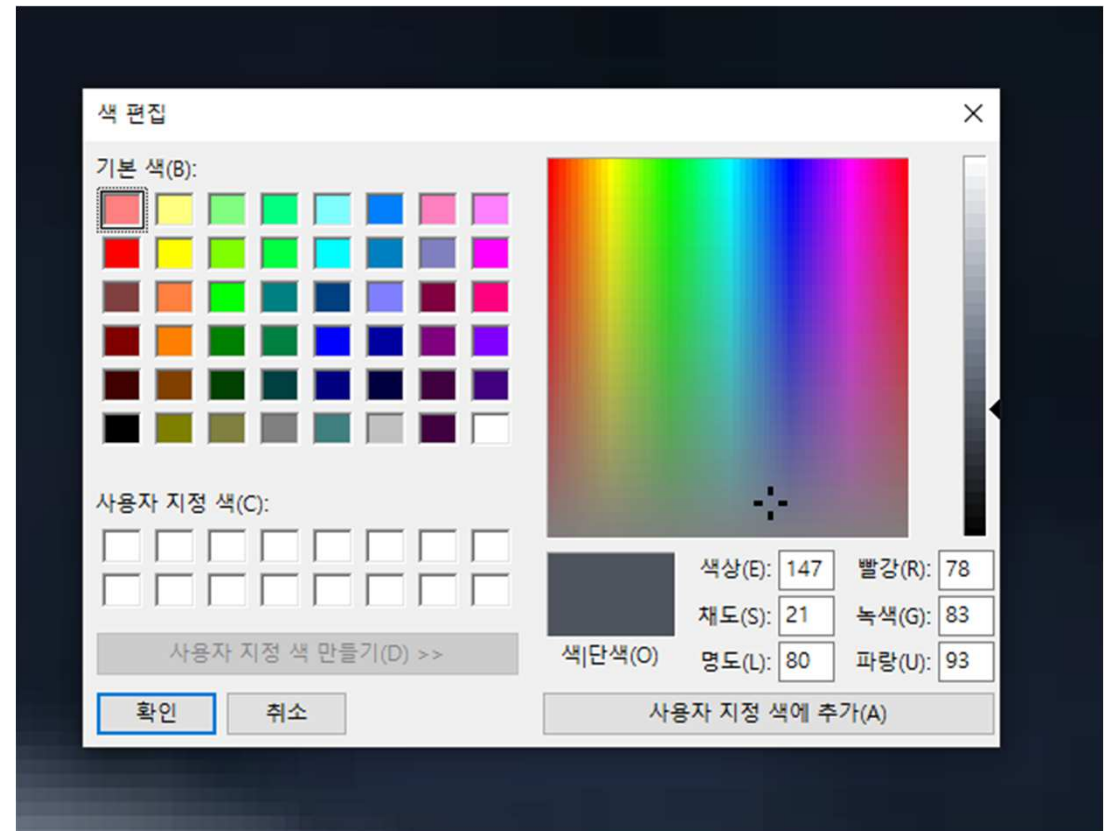 색 편집
기본 색(B):
사용자 지정 색(C):
사용자 지정 색 만들기(D) >>
확인
취소
색|단색(O)
색상(E): 147
빨강(R): 78
채도(S): 21
녹색(G): 83
명도(L): 80
파랑(U): 93
사용자 지정 색에 추가(A)